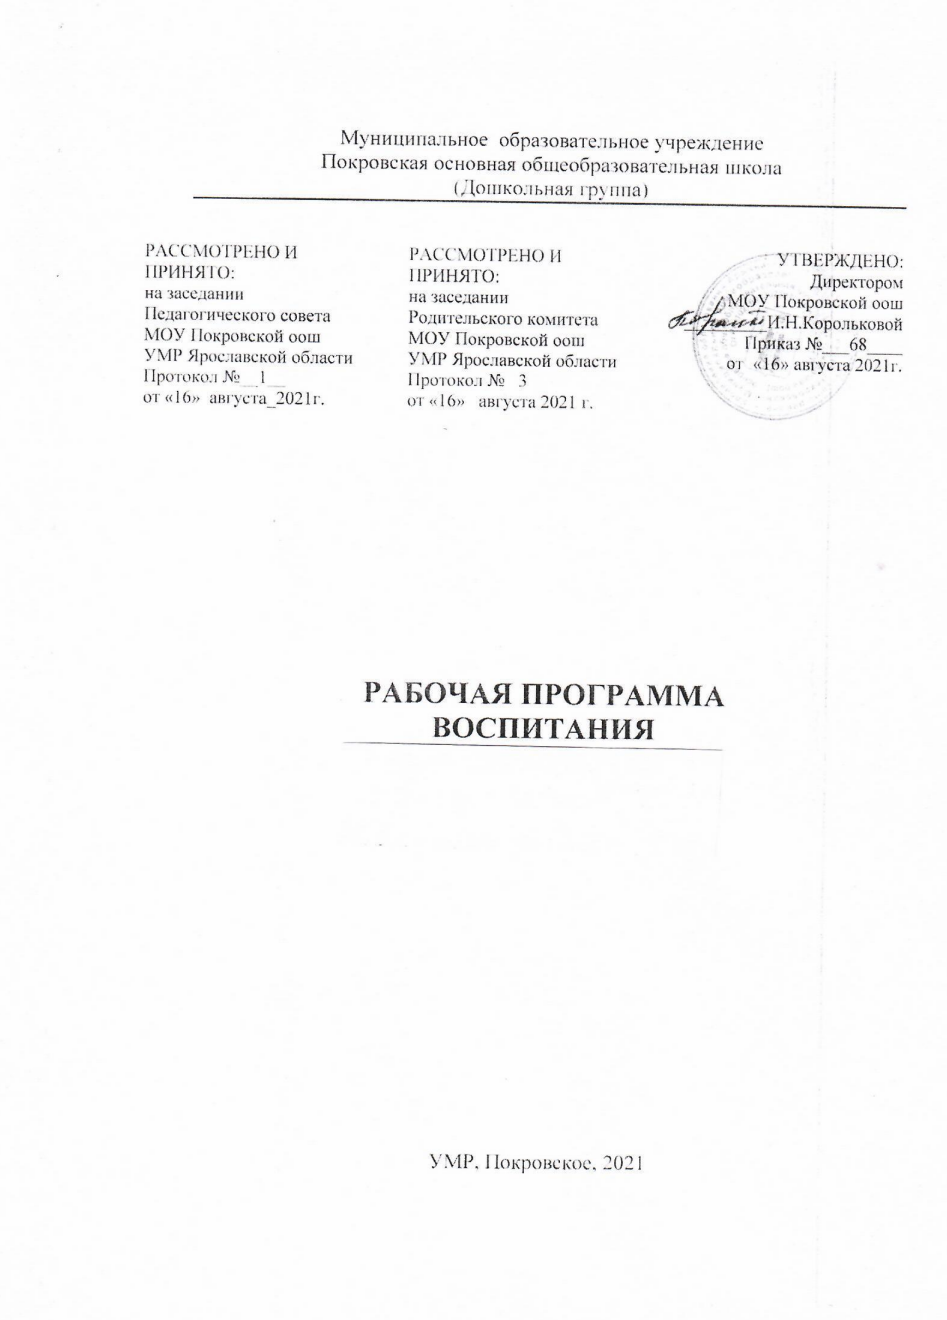 Муниципальное образовательное учреждение
Покровская основная общеобразовательная школа
(Дошкольная группа)
РАССМОТРЕНО И
ПРИНЯТО:
на заседании
Педагогического совета
МОУ Покровской оош
УМР Ярославской области
Протокол №__1__
от «16» августа_2021г.
РАССМОТРЕНО И
ПРИНЯТО:
на заседании
Родительского комитета
МОУ Покровской оош
УМР Ярославской области
Протокол № 3
от «16» августа 2021 г.
УТВЕРЖДЕНО:
Директором
МОУ Покровской оош
И.Н.Корольковой
Приказ №___68____
от «16» августа 2021г.
РАБОЧАЯ ПРОГРАММА
ВОСПИТАНИЯ
УМР, Покровское, 2021